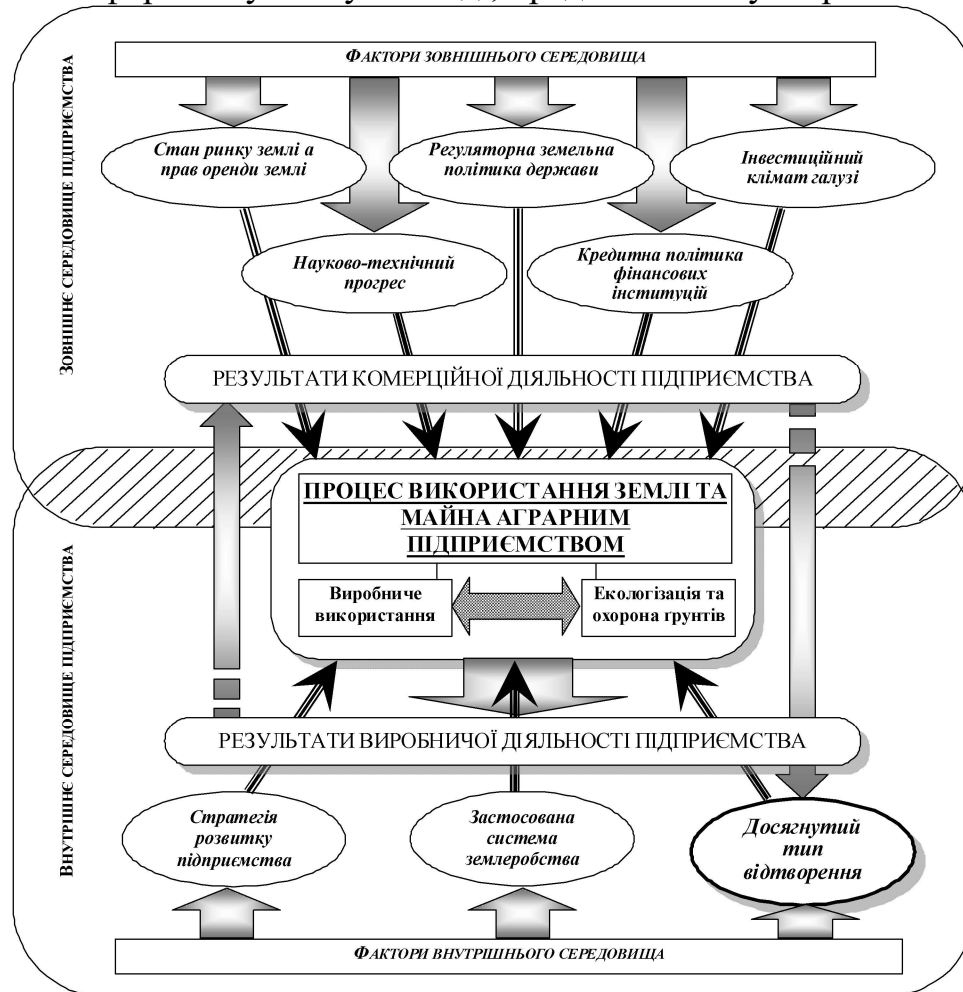 ФАКТОРИ ЗОВНІШНЬОГО СЕРЕДОВИЩА
ЗОВНІШНЄ СЕРЕДОВИЩЕ ПІДПРИЄМСТВА
Стан ринку землі а
прав оренди землі
Регуляторна земельна
політика держави
Інвестиційний
клімат галузі
Науково-технічний
прогрес
Кредитна політика
фінансових
інституцій
РЕЗУЛЬТАТИ КОМЕРЦІЙНОЇ ДІЯЛЬНОСТІ ПІДПРИЄМСТВА
ПРОЦЕС ВИКОРИСТАННЯ ЗЕМЛІ ТА
МАЙНА АГРАРНИМ
ПІДПРИЄМСТВОМ
Виробниче
використання
Екологізація та
охорона ґрунтів
ВНУТРІШНЄ СЕРЕДОВИЩЕ ПІДПРИЄМСТВА
РЕЗУЛЬТАТИ ВИРОБНИЧОЇ ДІЯЛЬНОСТІ ПІДПРИЄМСТВА
Стратегія
розвитку
підприємства
Застосована
система
землеробства
Досягнутий
тип
відтворення
ФАКТОРИ ВНУТРІШНЬОГО СЕРЕДОВИЩА